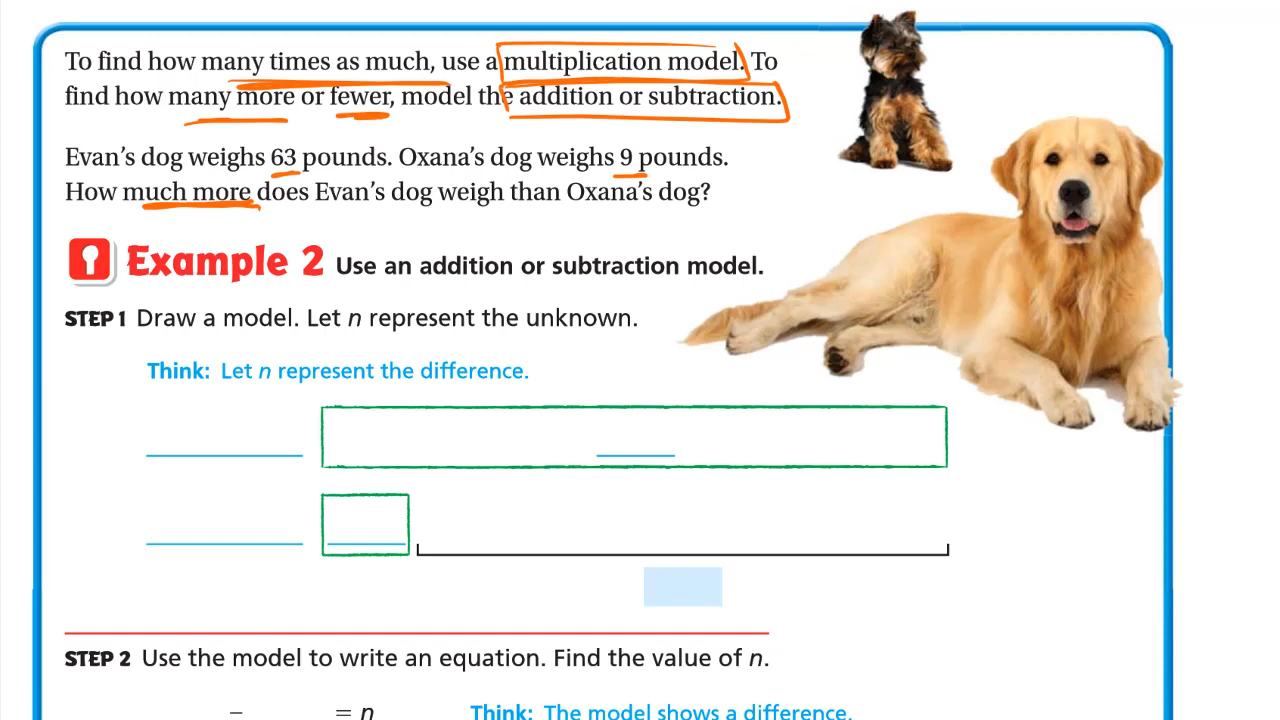 To find how many times as much, use a multiplication model. To
find how many more or fewer, model the addition or subtraction.
Evan’s dog weighs 63 pounds. Oxana’s dog weighs 9 pounds.
How much more does Evan’s dog weigh than Oxana’s dog?
Example 2 Use an addition or subtraction model.
STEP 1 Draw a model. Let n represent the unknown.
Think: Let n represent the difference.
STEP 2 Use the model to write an equation. Find the value of n.
– = n Think: The model shows a difference.